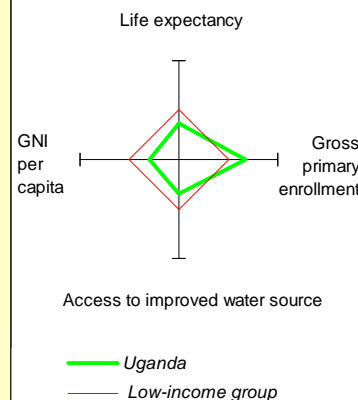 Life expectancy
GNI
per
capita
Gross
primary
enrollment
Access to improved water source
Uganda
Low-income group